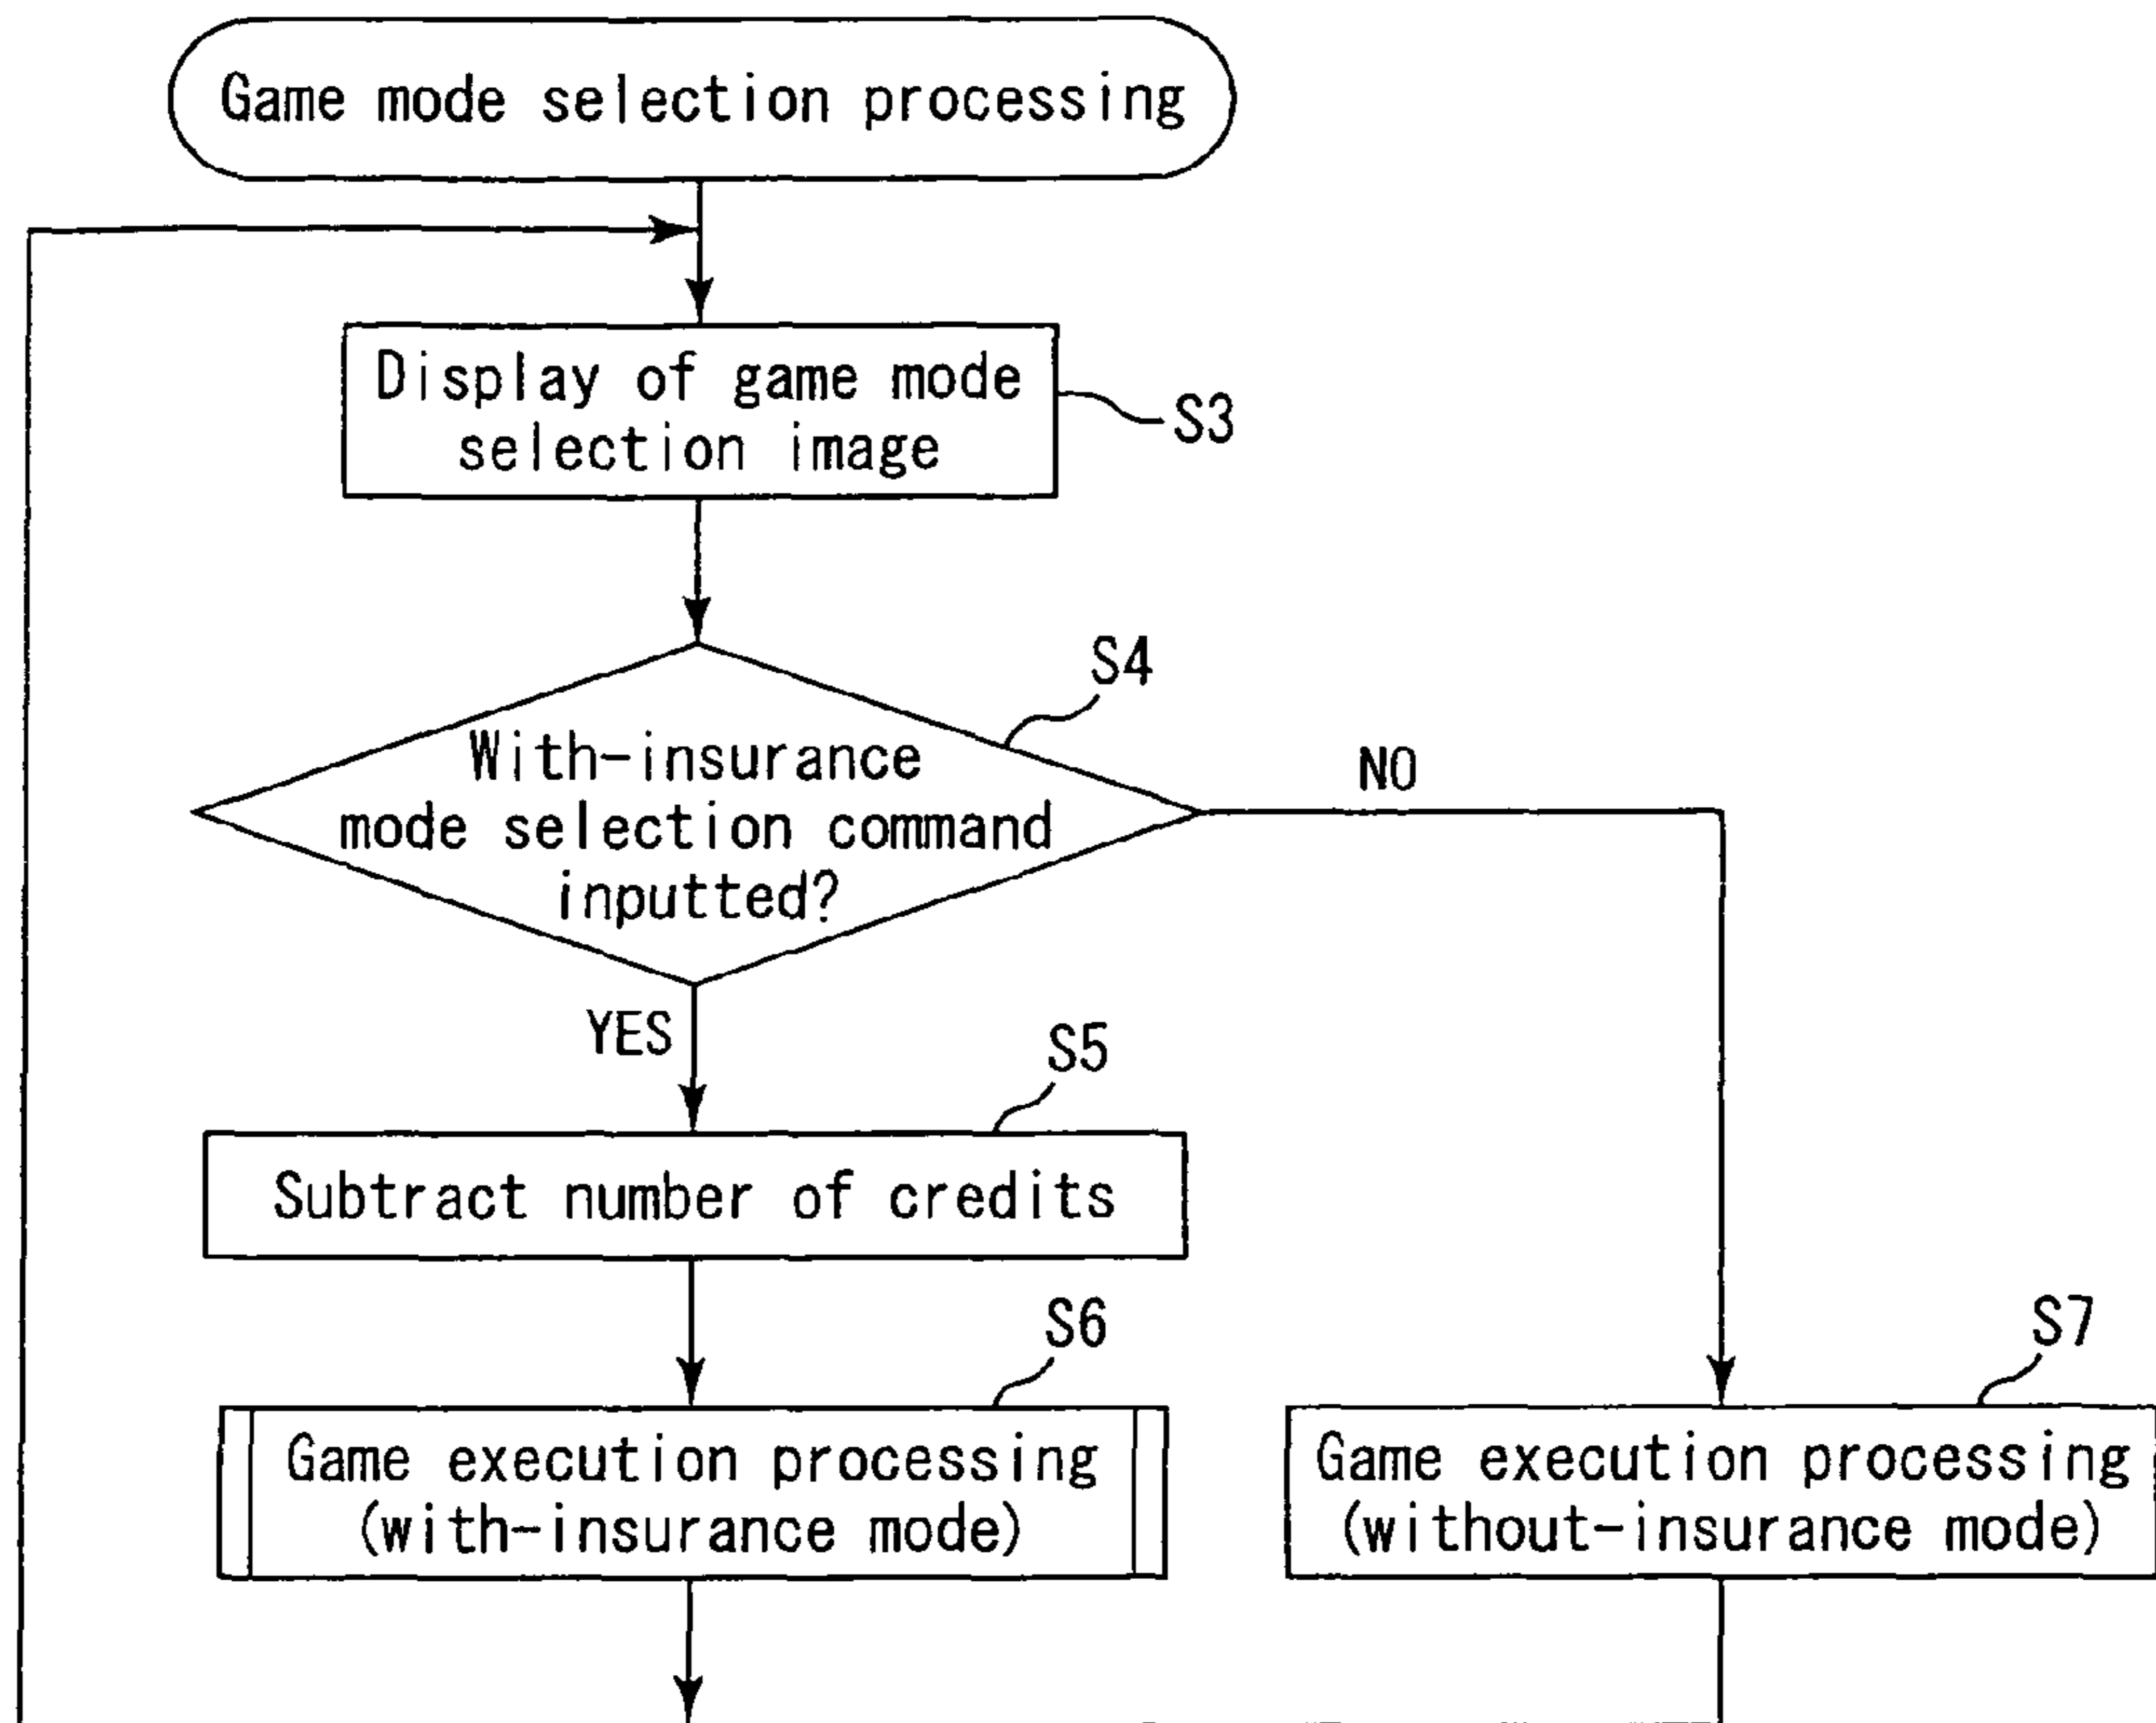 Game mode selection processing
Display of game mode
selection image
S3
S4
With-insurance
mode selection command
inputted?
NO
YES
S5
Subtract number of credits
S6
Game execution processing
(with-insurance mode)
S7
Game execution processing
(without-insurance mode)